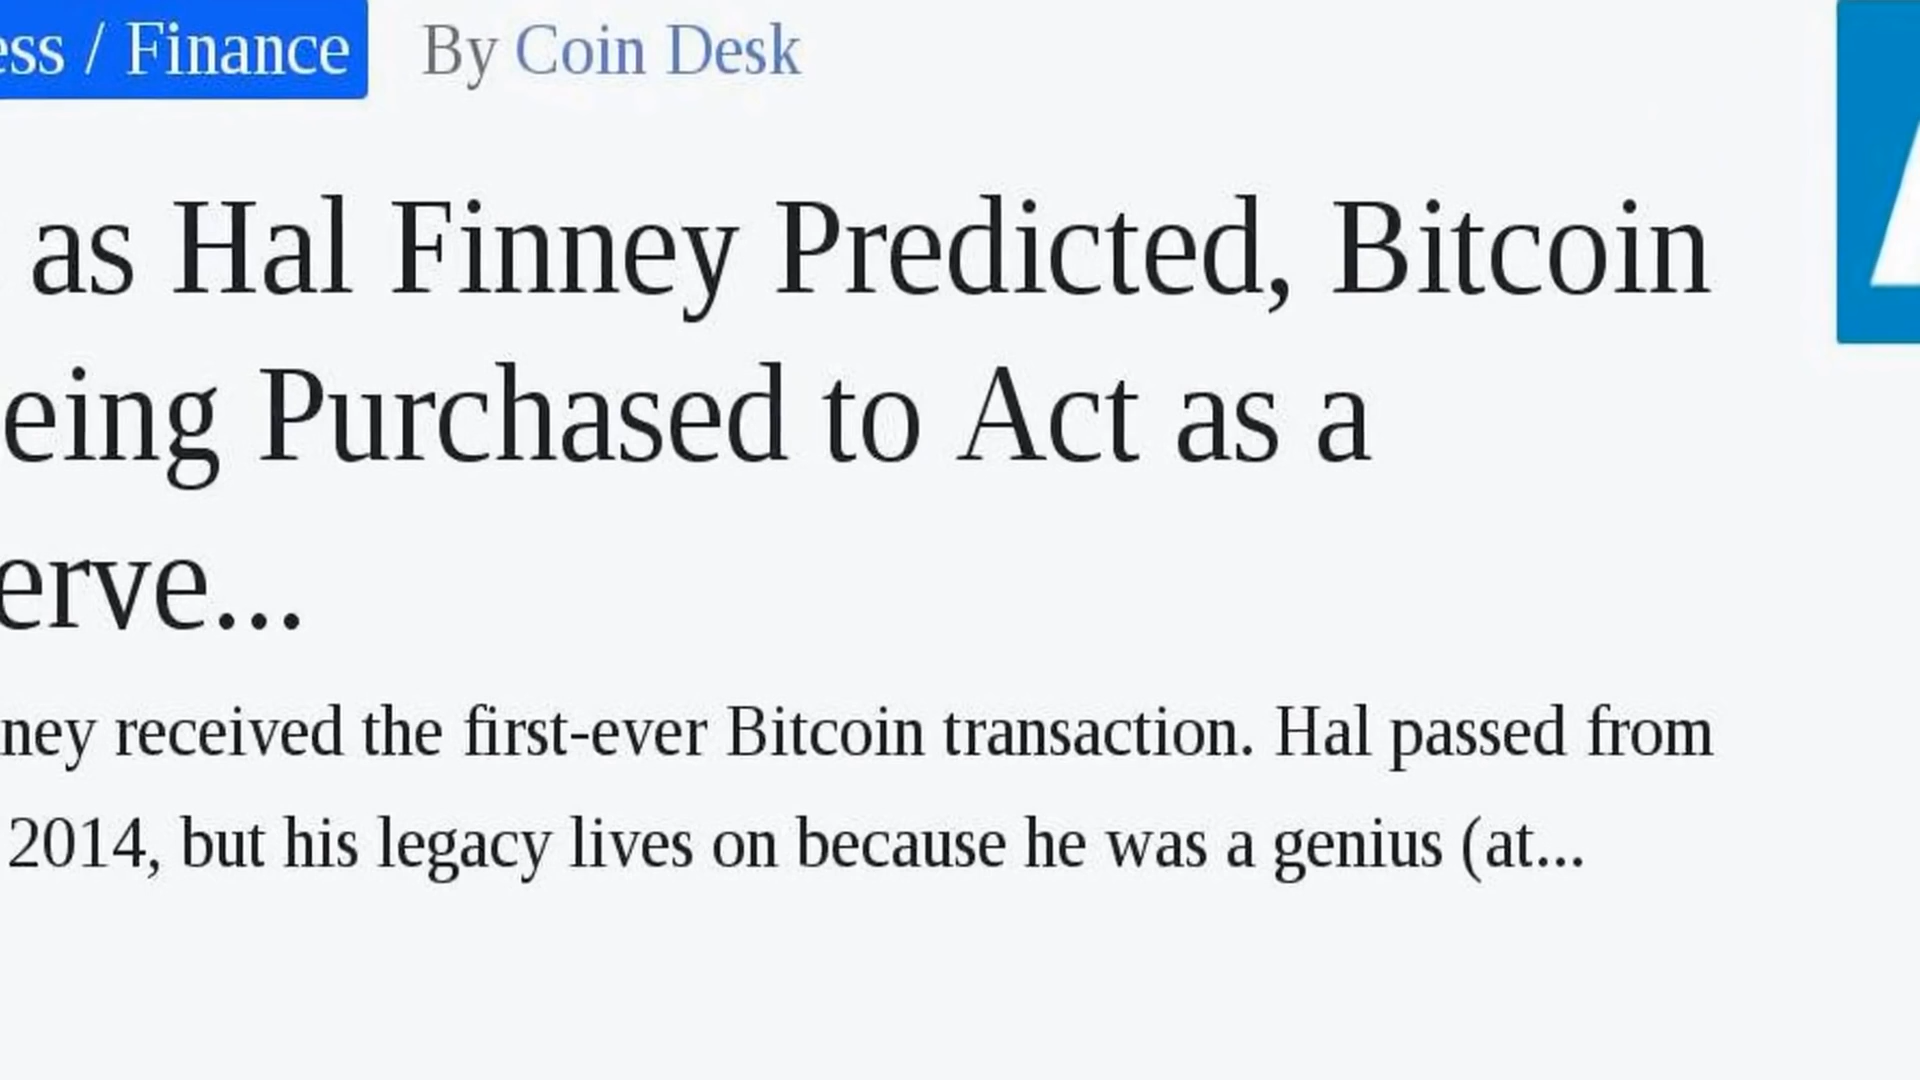 ess / Finance By Coin Desk
as Hal Finney Predicted, Bitcoin
eing Purchased to Act as a
erve...
ney received the first-ever Bitcoin transaction. Hal passed from
2014, but his legacy lives on because he was a genius (at...